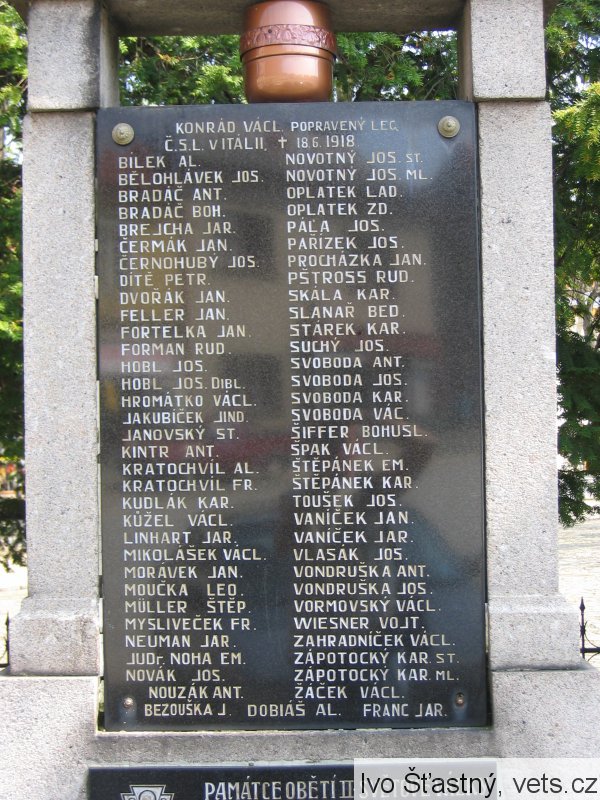 KONRÁD VÁCL. POPRAVENÝ LEG.
Č.S.L. V ITÁLII, ✝ 18.6.1918.
BÍLEK AL.
BĚLOHLÁVEK JOS.
BRADÁČ ANT.
BRADÁČ BOH.
BREJCHA JAR.
ČERMÁK JAN.
ČERNOHUBÝ JOS.
DÍTĚ PETR.
DVOŘÁK JAN.
FELLER JAN.
FORTELKA JAN.
FORMAN RUD.
HOBL JOS.
HOBL JOS. DIBL.
HROMÁTKO VÁCL.
JAKUBÍČEK JIND.
JANOVSKÝ ST.
KINTR ANT.
KRATOCHVÍL AL.
KRATOCHVÍL FR.
KUDLÁK KAR.
KŮŽEL VÁCL.
LINHART JAR.
MIKOLÁŠEK VÁCL.
MORÁVEK JAN.
MOUČKA LEO.
MÜLLER ŠTĚP.
MYSLIVEČEK FR.
NEUMAN JAR.
JUDr. NOHA EM.
NOVÁK JOS.
NOUZÁK ANT.
NOVOTNÝ JOS. ST.
NOVOTNÝ JOS. ML.
OPLATEK LAD.
OPLATEK ZD.
PÁĽA JOS.
PAŘÍZEK JOS.
PROCHÁZKA JAN.
PŠTROSS RUD.
SKÁLA KAR.
SLANAŘ BED.
STÁREK KAR.
SUCHÝ JOS.
SVOBODA ANT.
SVOBODA JOS.
SVOBODA KAR.
SVOBODA VÁC.
ŠIFFER BOHUSL.
ŠPAK VÁCL.
ŠTĚPÁNEK EM.
ŠTĚPÁNEK KAR.
TOUŠEK JOS.
VANÍČEK JAN.
VANÍČEK JAR.
VLASÁK JOS.
VONDRUŠKA ANT.
VONDRUŠKA JOS.
VORMOVSKÝ VÁCL.
WIESNER VOJT.
ZAHRADNÍČEK VÁCL.
ZÁPOTOCKÝ KAR. ST.
ZÁPOTOCKÝ KAR. ML.
ŽÁČEK VÁCL.
BEZOUŠKA J. DOBIÁŠ AL. FRANC JAR.
PAMÁTCE OBĚTÍ
Ivo Šťastný, vets.cz